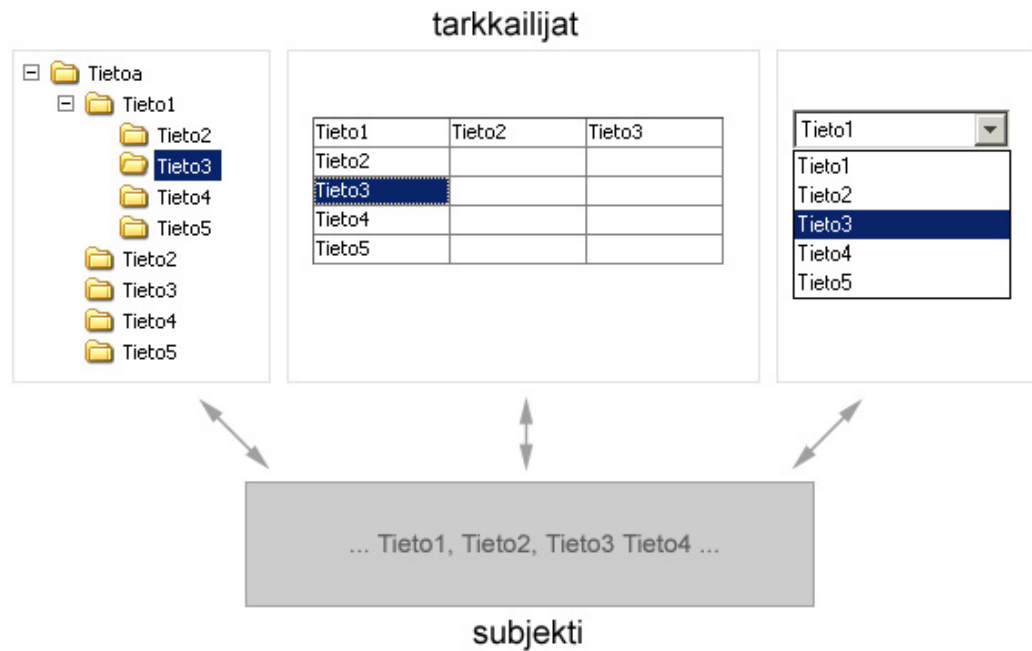 tarkkailijat
Tietoa
Tieto1
Tieto2
Tieto3
Tieto4
Tieto5
Tieto2
Tieto3
Tieto4
Tieto5
Tieto1 Tieto2 Tieto3
Tieto2
Tieto3
Tieto4
Tieto5
Tieto1
Tieto1
Tieto2
Tieto3
Tieto4
Tieto5
... Tieto1, Tieto2, Tieto3 Tieto4 ...
subjekti